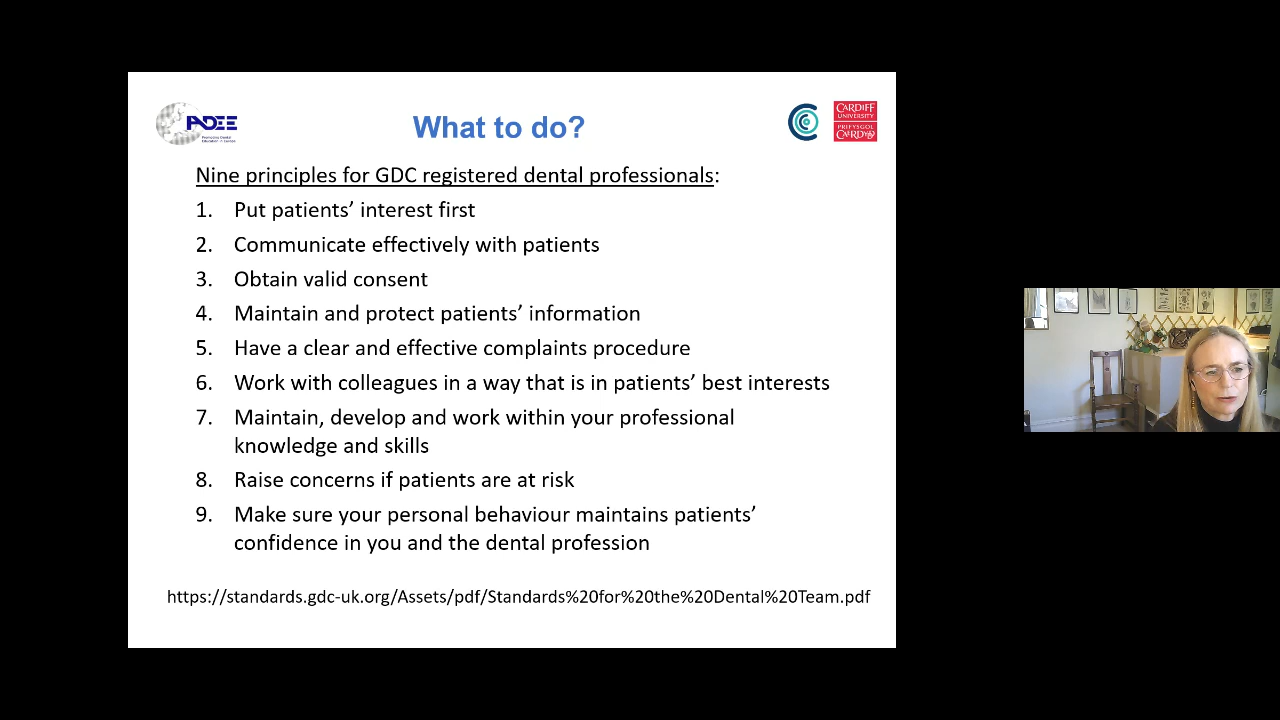 ADEE
What to do?
CARDIFF
UNIVERSITY
PRIFYSGOL
CAERDYDD
Nine principles for GDC registered dental professionals:
1. Put patients’ interest first
2. Communicate effectively with patients
3. Obtain valid consent
4. Maintain and protect patients’ information
5. Have a clear and effective complaints procedure
6. Work with colleagues in a way that is in patients’ best interests
7. Maintain, develop and work within your professional
knowledge and skills
8. Raise concerns if patients are at risk
9. Make sure your personal behaviour maintains patients’
confidence in you and the dental profession
https://standards.gdc-uk.org/Assets/pdf/Standards%20for%20the%20Dental%20Team.pdf